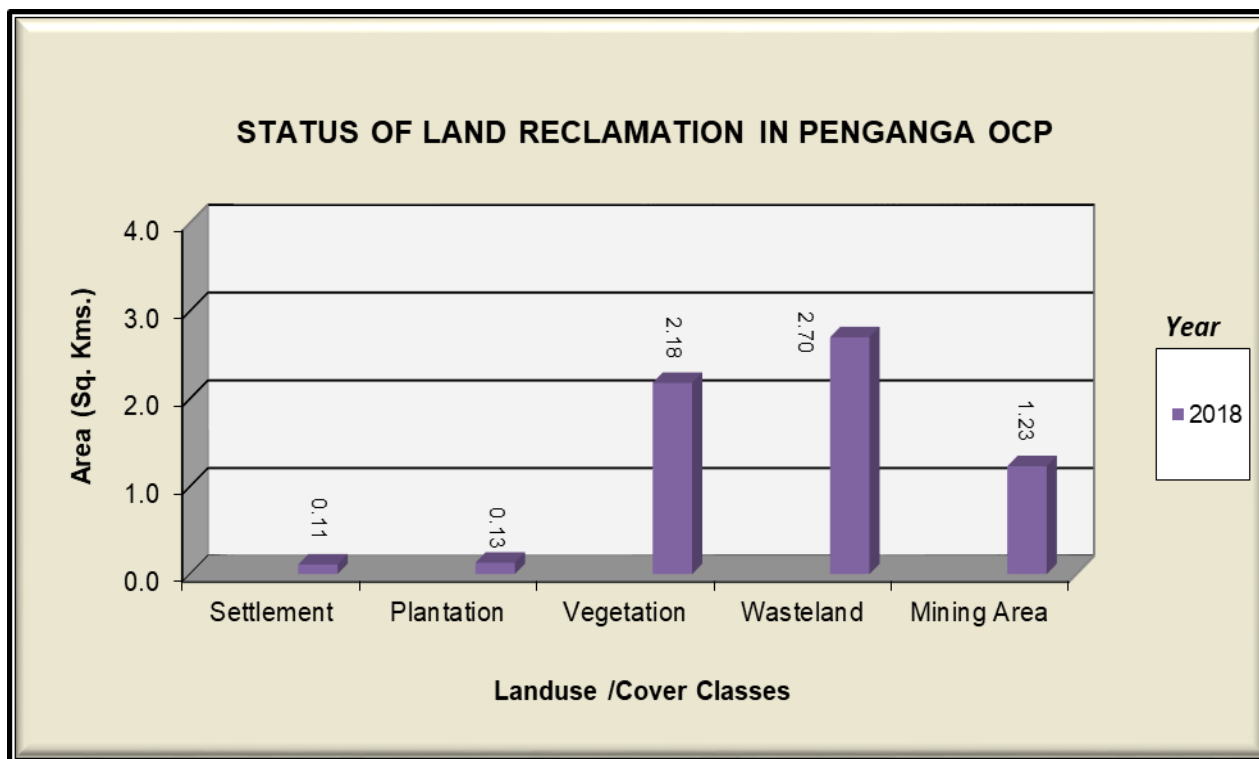 STATUS OF LAND RECLAMATION IN PENGANGA OCP
4.0
3.0
2.0
1.0
0.0
Area (Sq. Kms.)
0.11
0.13
2.18
2.70
1.23
Settlement
Plantation
Vegetation
Wasteland
Mining Area
Landuse /Cover Classes
Year
2018